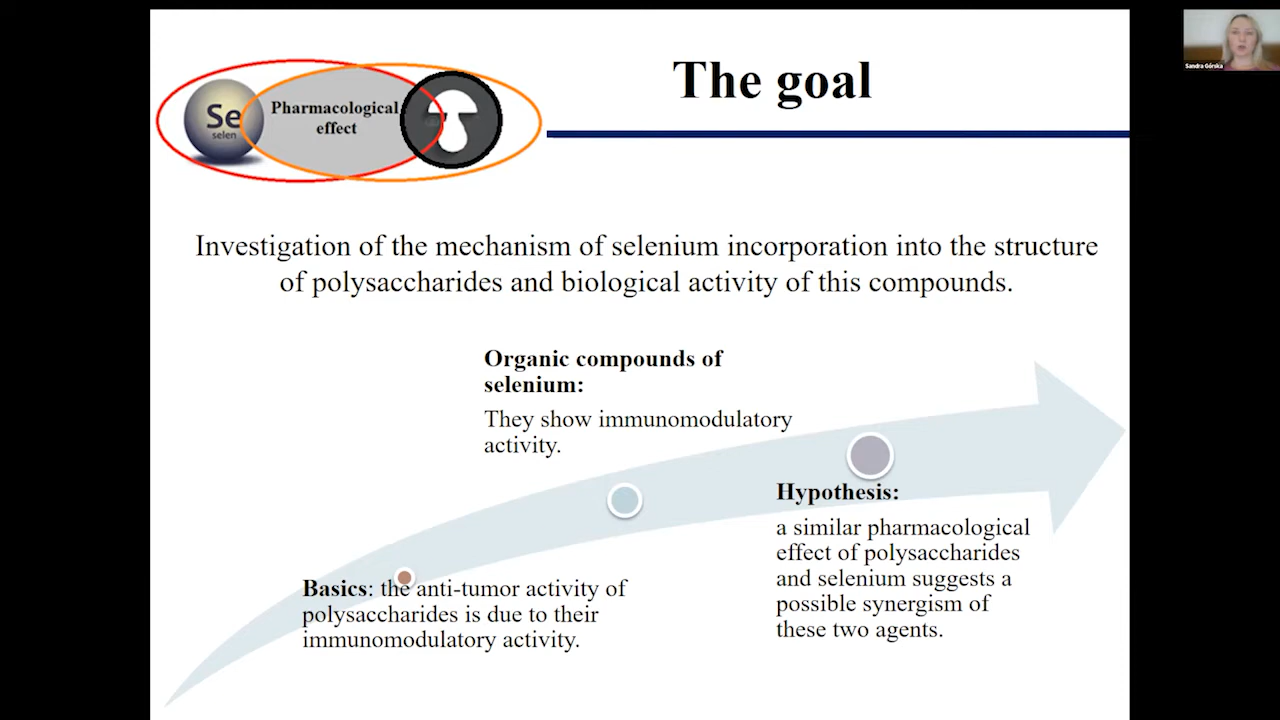 The goal
Se
selen
Pharmacological
effect
Sandra Górska
Investigation of the mechanism of selenium incorporation into the structure
of polysaccharides and biological activity of this compounds.
Organic compounds of
selenium:
They show immunomodulatory
activity.
Hypothesis:
a similar pharmacological
effect of polysaccharides
and selenium suggests a
possible synergism of
these two agents.
Basics: the anti-tumor activity of
polysaccharides is due to their
immunomodulatory activity.